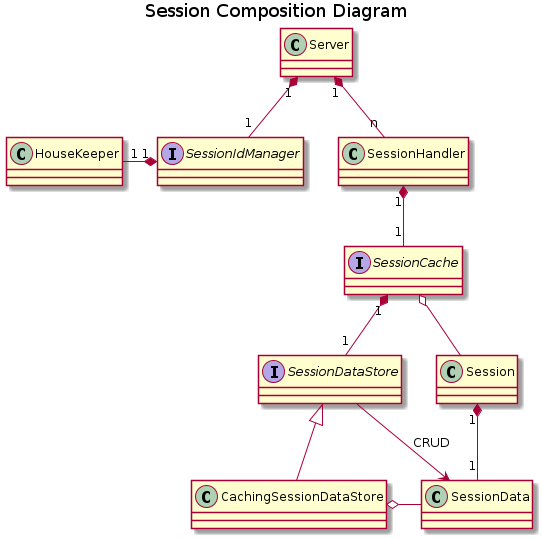 Session Composition Diagram
C Server
1 1
1 n
C HouseKeeper 1 1 I SessionIdManager C SessionHandler
1
1
I SessionCache
1
1
I SessionDataStore C Session
1
CRUD
1
C CachingSessionDataStore C SessionData